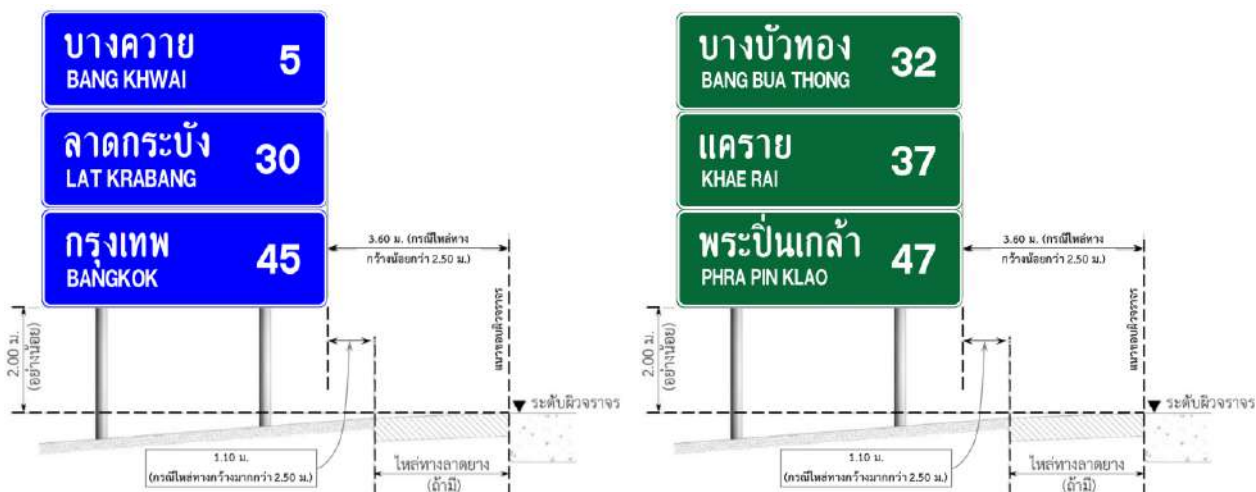 บางควาย
BANG KHWAI
5
ลาดกระบัง
LAT KRABANG
30
กรุงเทพ
BANGKOK
45
3.60 ม. (กรณีไหล่ทาง
กว้างน้อยกว่า 2.50 ม.)
แนวขอบผิวจราจร
2.00 ม.
(อย่างน้อย)
ระดับผิวจราจร
1.10 ม.
(กรณีไหล่ทางกว้างมากกว่า 2.50 ม.)
ไหล่ทางลาดยาง
(ถ้ามี)
บางบัวทอง
BANG BUA THONG
32
แคราย
KHAE RAI
37
พระปิ่นเกล้า
PHRA PIN KLAO
47
3.60 ม. (กรณีไหล่ทาง
กว้างน้อยกว่า 2.50 ม.)
แนวขอบผิวจราจร
2.00 ม.
(อย่างน้อย)
ระดับผิวจราจร
1.10 ม.
(กรณีไหล่ทางกว้างมากกว่า 2.50 ม.)
ไหล่ทางลาดยาง
(ถ้ามี)